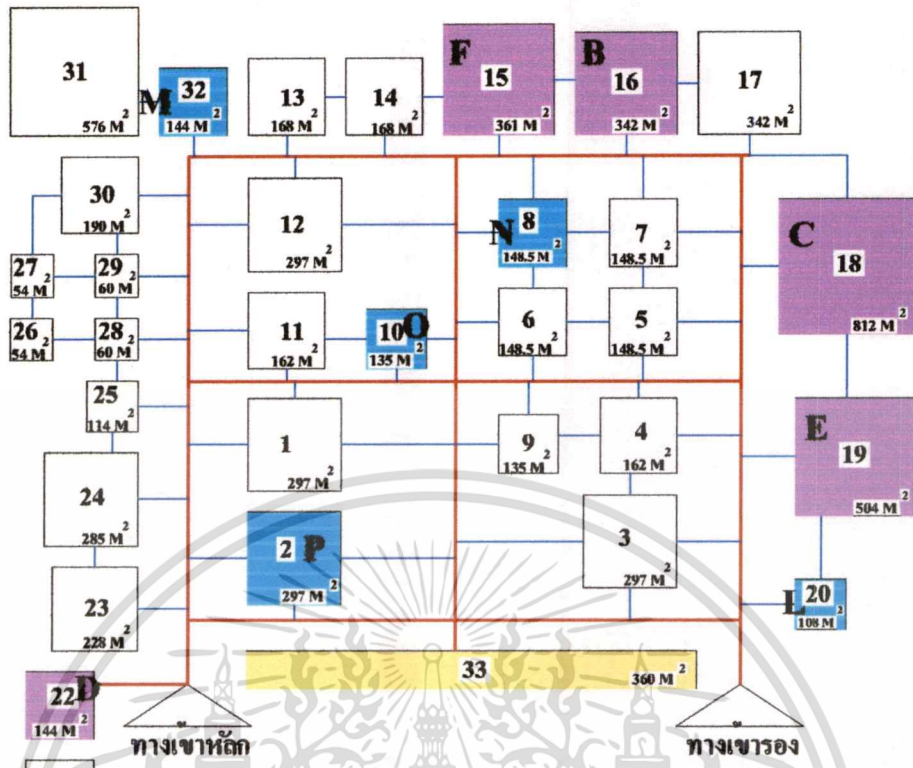 31
576 M²
M
32
144 M²
13
168 M²
14
168 M²
F
15
361 M²
B
16
342 M²
17
342 M²
30
190 M²
12
297 M²
N
8
148.5 M²
7
148.5 M²
C
18
812 M²
27
54 M²
29
60 M²
26
54 M²
28
60 M²
11
162 M²
10
O
135 M²
6
148.5 M²
5
148.5 M²
25
114 M²
1
297 M²
9
135 M²
4
162 M²
E
19
504 M²
24
285 M²
2
P
297 M²
3
297 M²
L
20
108 M²
23
228 M²
33
360 M²
22
D
144 M²
ทางเข้าหลัก
ทางเข้ารอง